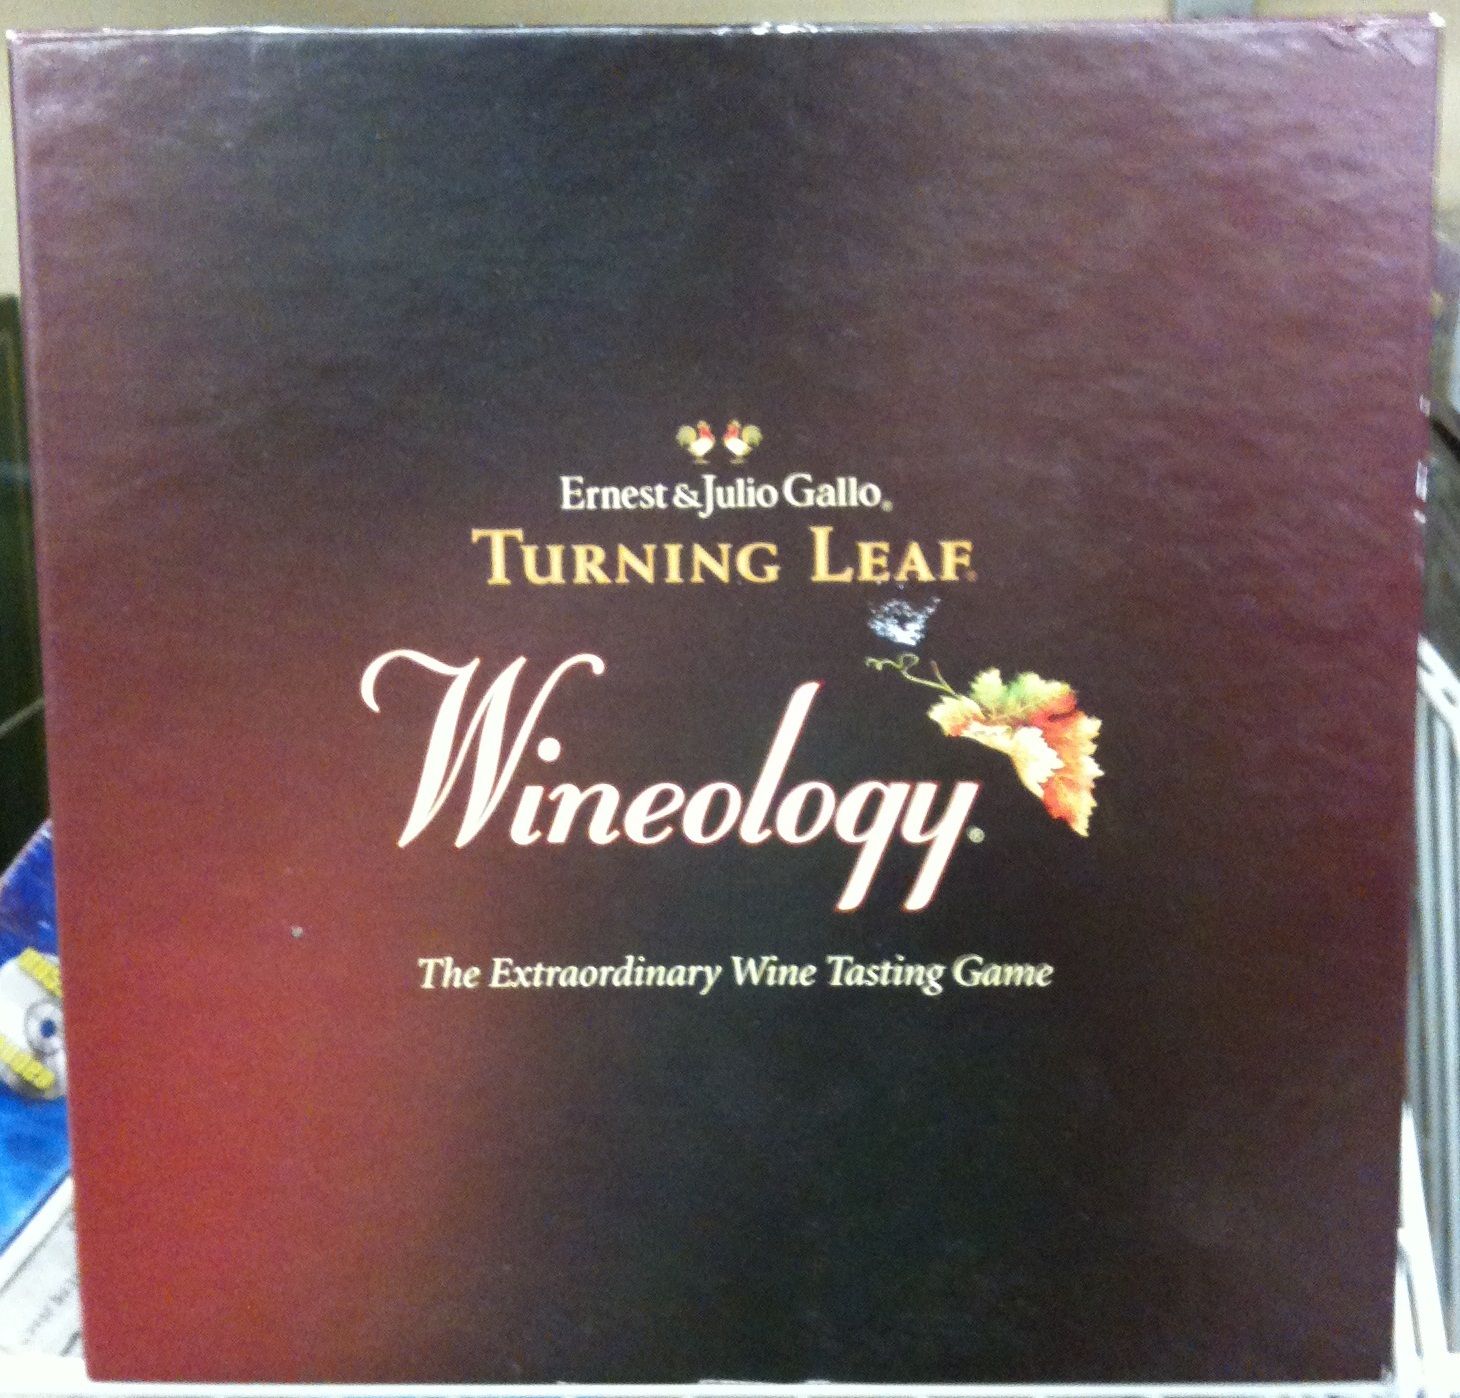 Ernest & Julio Gallo®
TURNING LEAF®
Wineology®
The Extraordinary Wine Tasting Game